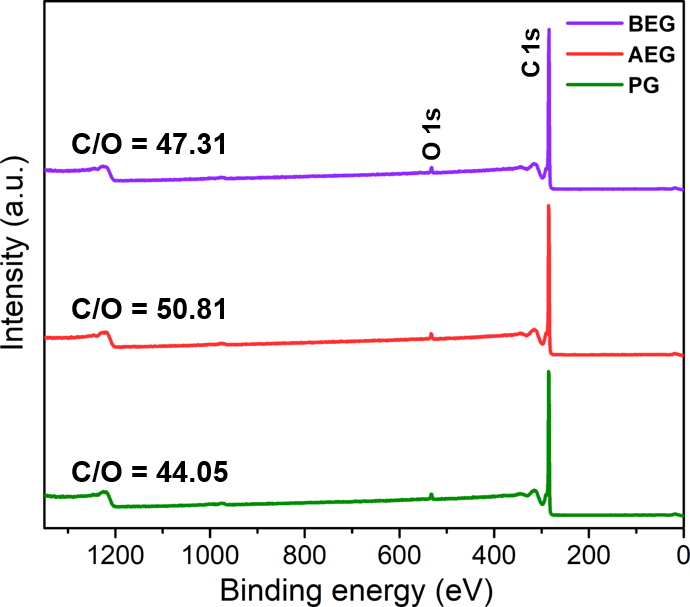 BEG
AEG
PG
C 1s
O 1s
C/O = 47.31
C/O = 50.81
C/O = 44.05
Intensity (a.u.)
1200 1000 800 600 400 200 0
Binding energy (eV)